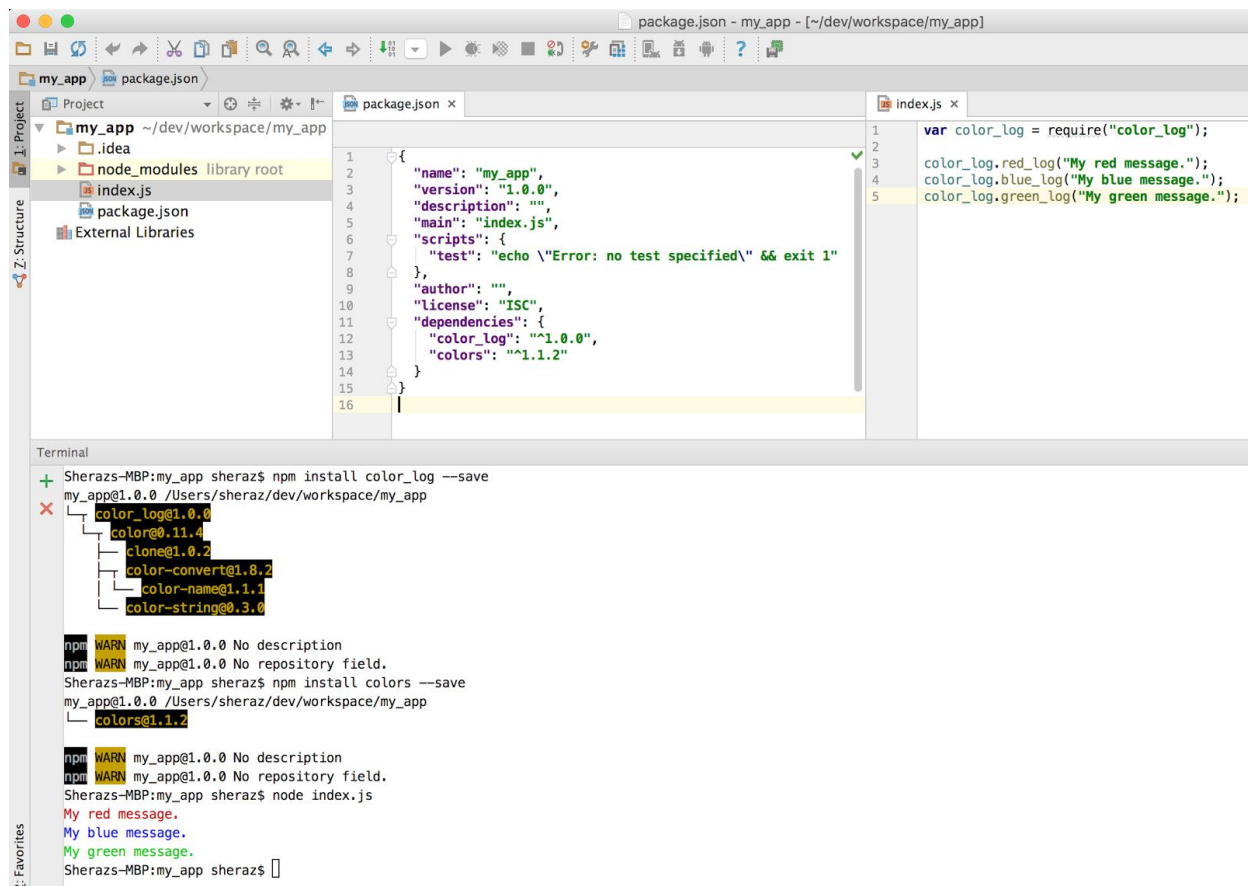 package.json - my_app - [~/dev/workspace/my_app]
my_app
package.json
1: Project
Z: Structure
Favorites
Project
my_app ~/dev/workspace/my_app
.idea
node_modules library root
index.js
package.json
External Libraries
package.json ×
1 {
2 "name": "my_app",
3 "version": "1.0.0",
4 "description": "",
5 "main": "index.js",
6 "scripts": {
7 "test": "echo \"Error: no test specified\" && exit 1"
8 },
9 "author": "",
10 "license": "ISC",
11 "dependencies": {
12 "color_log": "^1.0.0",
13 "colors": "^1.1.2"
14 }
15 }
16
index.js ×
1 var color_log = require("color_log");
2
3 color_log.red_log("My red message.");
4 color_log.blue_log("My blue message.");
5 color_log.green_log("My green message.");
Terminal
Sherazs-MBP:my_app sheraz$ npm install color_log --save
my_app@1.0.0 /Users/sheraz/dev/workspace/my_app
└─┬ color_log@1.0.0
  └─┬ color@0.11.4
    ├── clone@1.0.2
    ├─┬ color-convert@1.8.2
    │ └── color-name@1.1.1
    └── color-string@0.3.0
npm WARN my_app@1.0.0 No description
npm WARN my_app@1.0.0 No repository field.
Sherazs-MBP:my_app sheraz$ npm install colors --save
my_app@1.0.0 /Users/sheraz/dev/workspace/my_app
└── colors@1.1.2
npm WARN my_app@1.0.0 No description
npm WARN my_app@1.0.0 No repository field.
Sherazs-MBP:my_app sheraz$ node index.js
My red message.
My blue message.
My green message.
Sherazs-MBP:my_app sheraz$